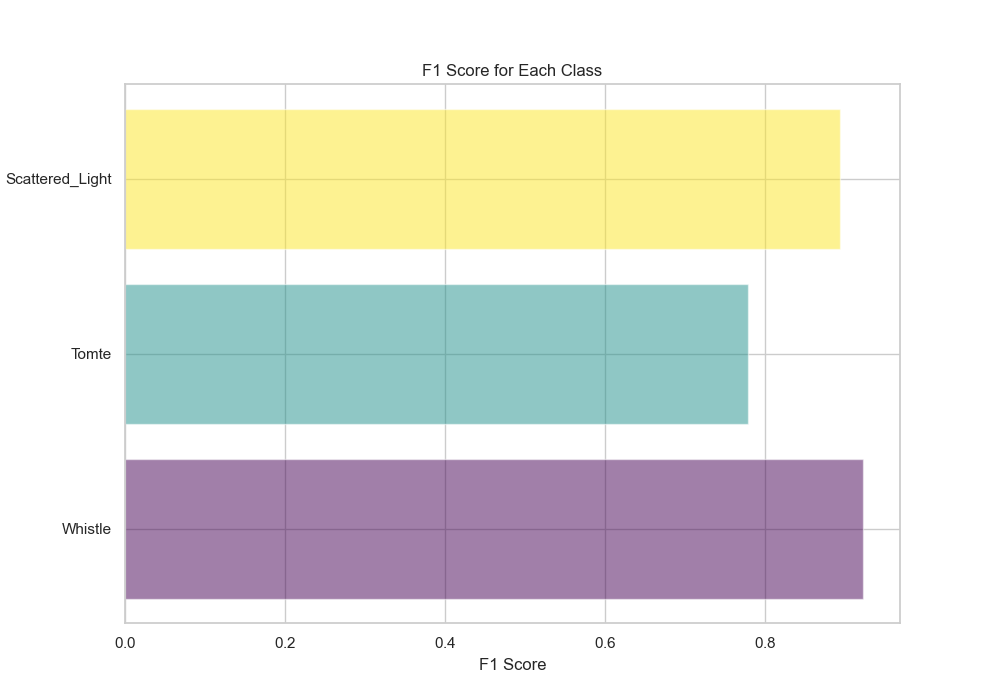 F1 Score for Each Class
Scattered_Light
Tomte
Whistle
0.0 0.2 0.4 0.6 0.8
F1 Score